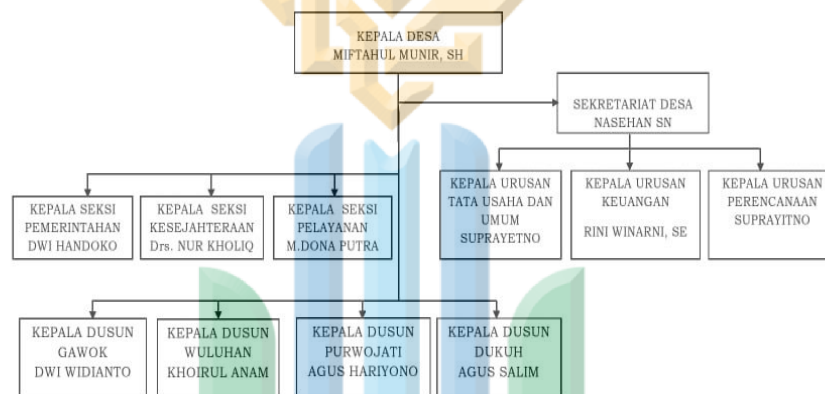 KEPALA DESA
MIFTAHUL MUNIR, SH
SEKRETARIAT DESA
NASEHAN SN
KEPALA SEKSI
PEMERINTAHAN
DWI HANDOKO
KEPALA SEKSI
KESEJAHTERAAN
Drs. NUR KHOLIQ
KEPALA SEKSI
PELAYANAN
M.DONA PUTRA
KEPALA URUSAN
TATA USAHA DAN
UMUM
SUPRAYETNO
KEPALA URUSAN
KEUANGAN
RINI WINARNI, SE
KEPALA URUSAN
PERENCANAAN
SUPRAYITNO
KEPALA DUSUN
GAWOK
DWI WIDIANTO
KEPALA DUSUN
WULUHAN
KHOIRUL ANAM
KEPALA DUSUN
PURWOJATI
AGUS HARIYONO
KEPALA DUSUN
DUKUH
AGUS SALIM